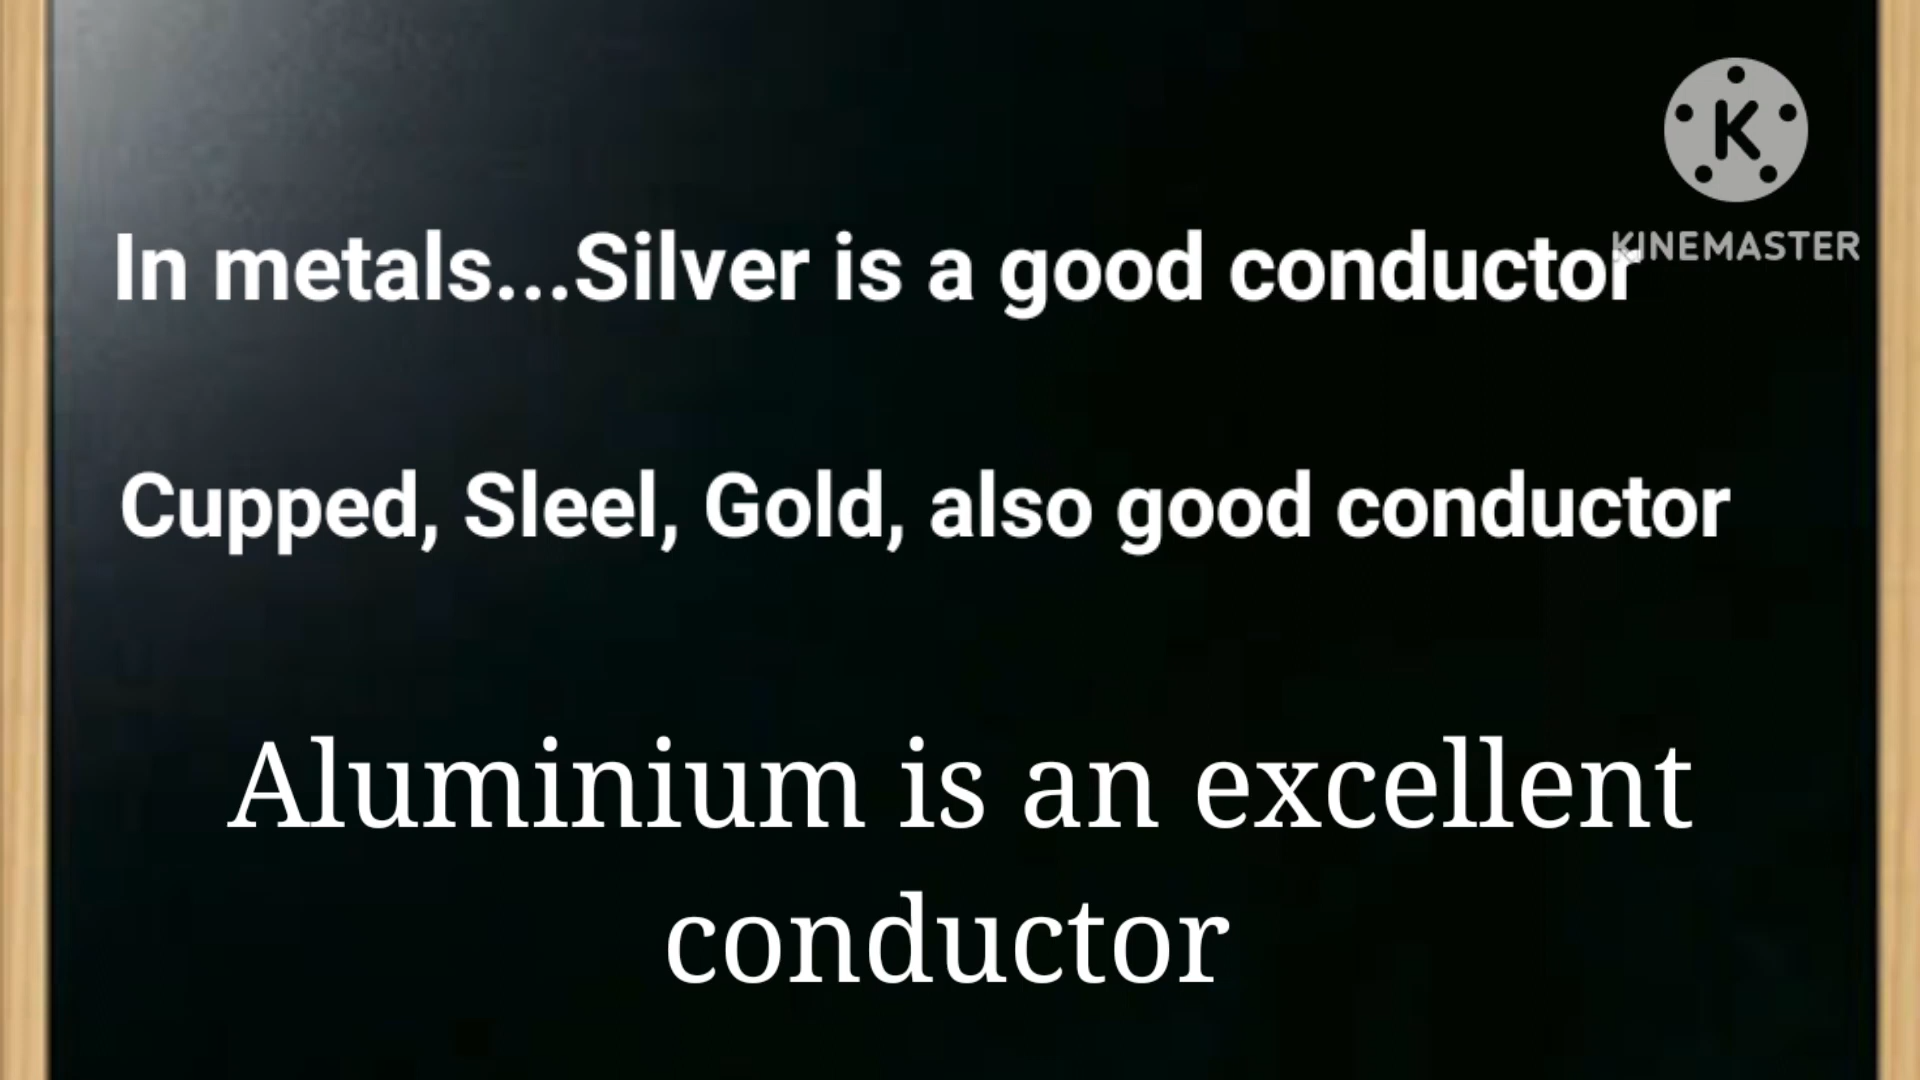 K
KINEMASTER
In metals...Silver is a good conductor
Cupped, Sleel, Gold, also good conductor
Aluminium is an excellent
conductor